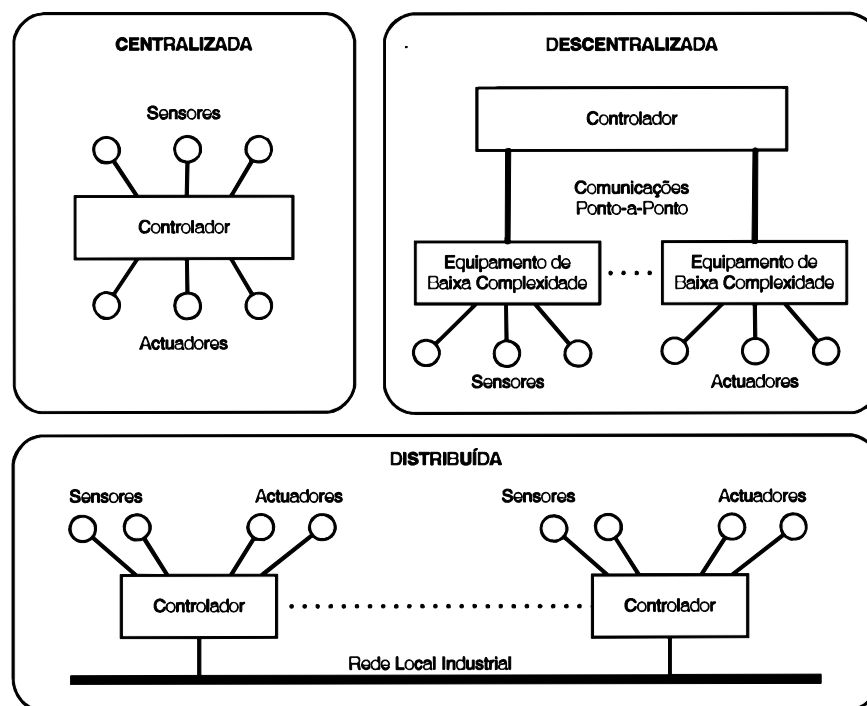 CENTRALIZADA
Sensores
Controlador
Actuadores
DESCENTRALIZADA
Controlador
Comunicações
Ponto-a-Ponto
Equipamento de
Baixa Complexidade
Equipamento de
Baixa Complexidade
Sensores
Actuadores
DISTRIBUÍDA
Sensores
Actuadores
Sensores
Actuadores
Controlador
Controlador
Rede Local Industrial